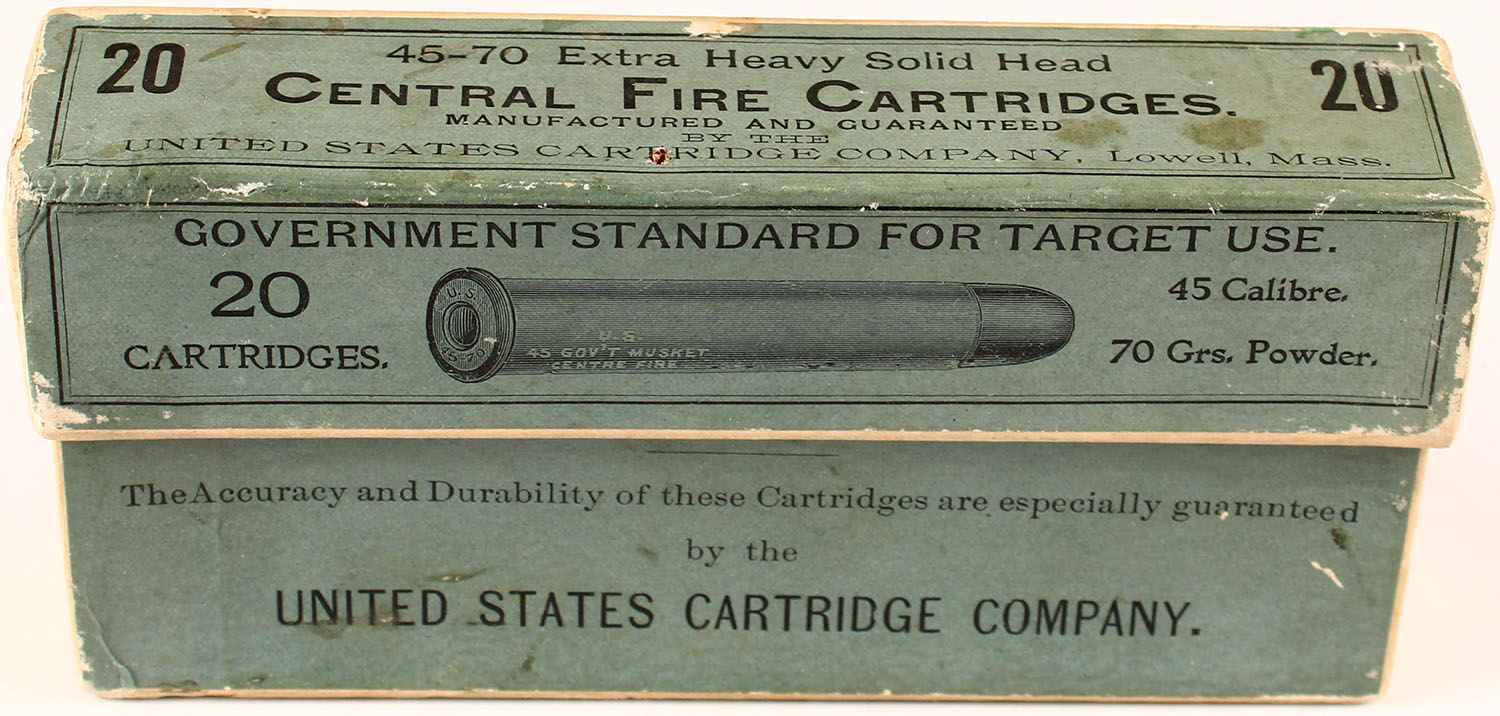 20 45-70 Extra Heavy Solid Head 20
CENTRAL FIRE CARTRIDGES.
MANUFACTURED AND GUARANTEED
BY THE
UNITED STATES CARTRIDGE COMPANY, Lowell, Mass.
GOVERNMENT STANDARD FOR TARGET USE.
20
CARTRIDGES.
U.S.
45-70
U.S.
45 GOV'T MUSKET
CENTRE FIRE
45 Calibre.
70 Grs. Powder.
The Accuracy and Durability of these Cartridges are especially guaranteed
by the
UNITED STATES CARTRIDGE COMPANY.